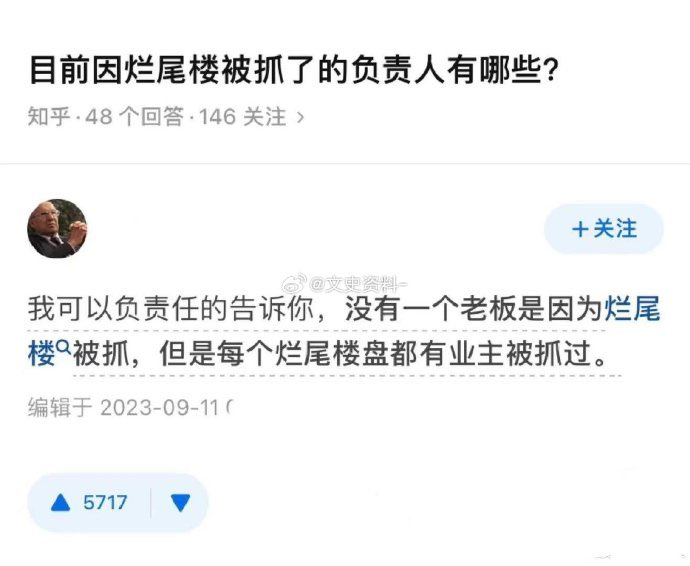 目前因烂尾楼被抓了的负责人有哪些?
知乎·48 个回答·146 关注 >
+关注
@文史资料-
我可以负责任的告诉你，没有一个老板是因为烂尾
楼被抓，但是每个烂尾楼盘都有业主被抓过。
编辑于 2023-09-11
5717